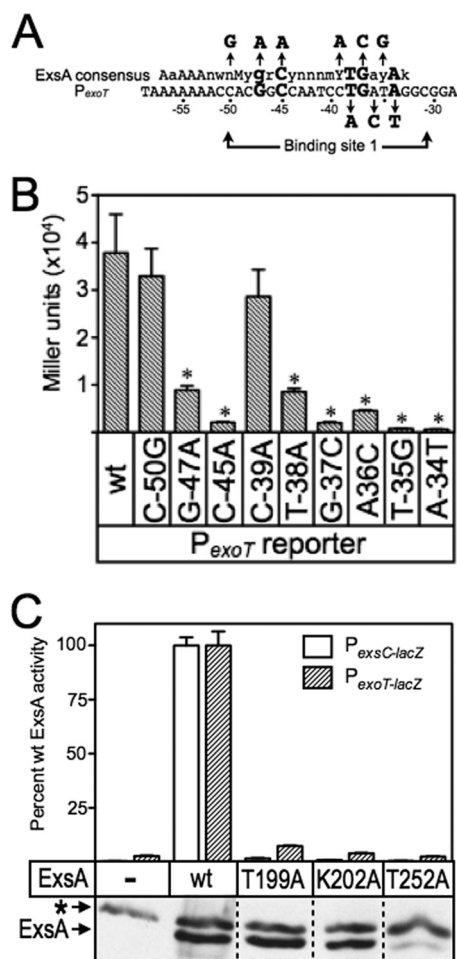 A
G A A A C G
ExsA consensus AaAAAnwnMygrCynnnmYTGayAk
PexoT TAAAAAAACCACGGCCAATCCTGATAGGCGGA
-55 -50 -45 -40 -35 -30
A C T
Binding site 1
B
Miller units (x10⁴)
5
4
3
2
1
* * * * * * *
wt C-50G G-47A C-45A C-39A T-38A G-37C A36C T-35G A-34T
PexoT reporter
C
Percent wt ExsA activity
100
75
50
25
PexsC-lacZ
PexoT-lacZ
ExsA - wt T199A K202A T252A
*
ExsA